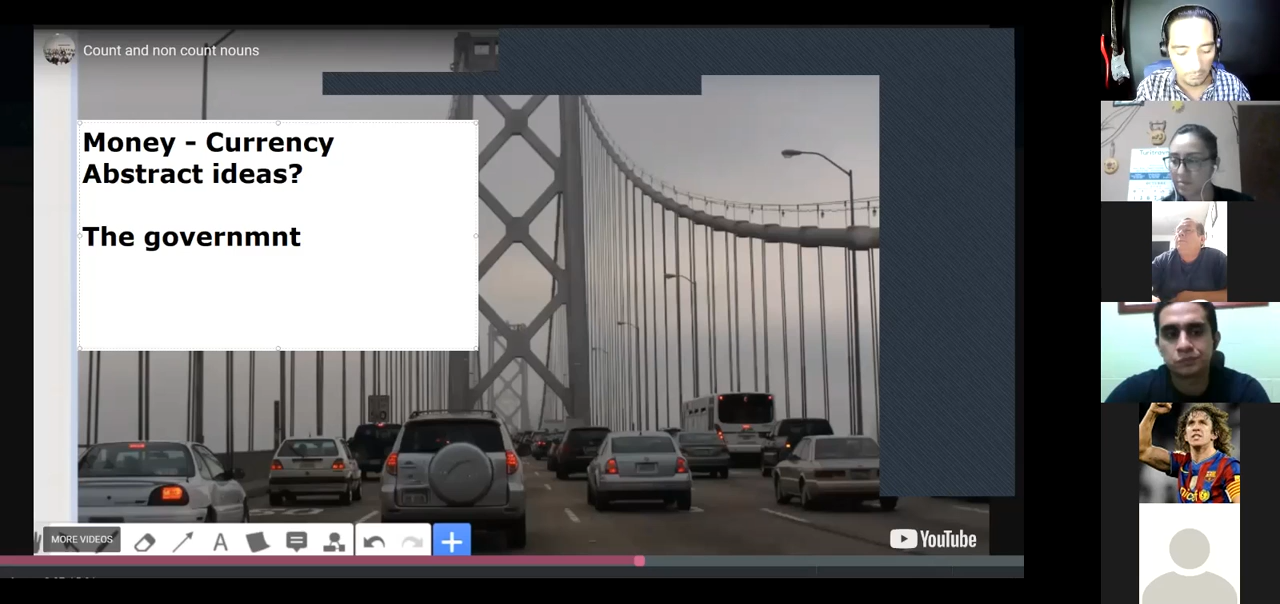 Count and non count nouns
Money - Currency
Abstract ideas?
The governmnt
MORE VIDEOS
YouTube